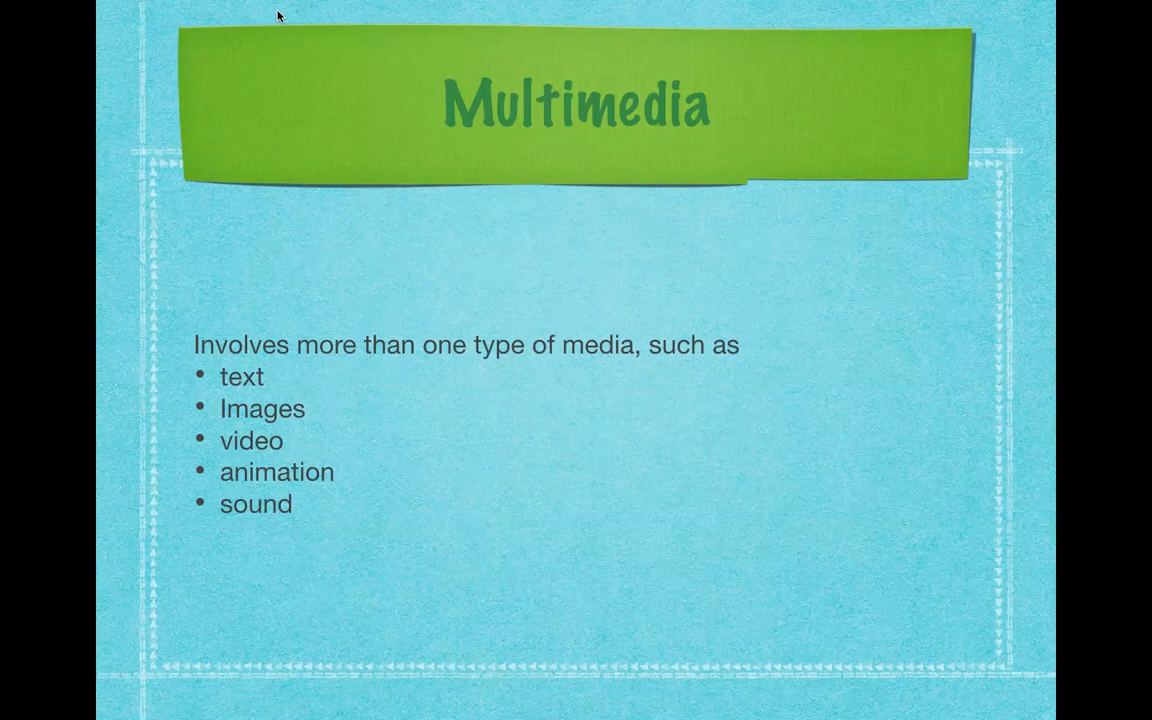 Multimedia
Involves more than one type of media, such as
• text
• Images
• video
• animation
• sound